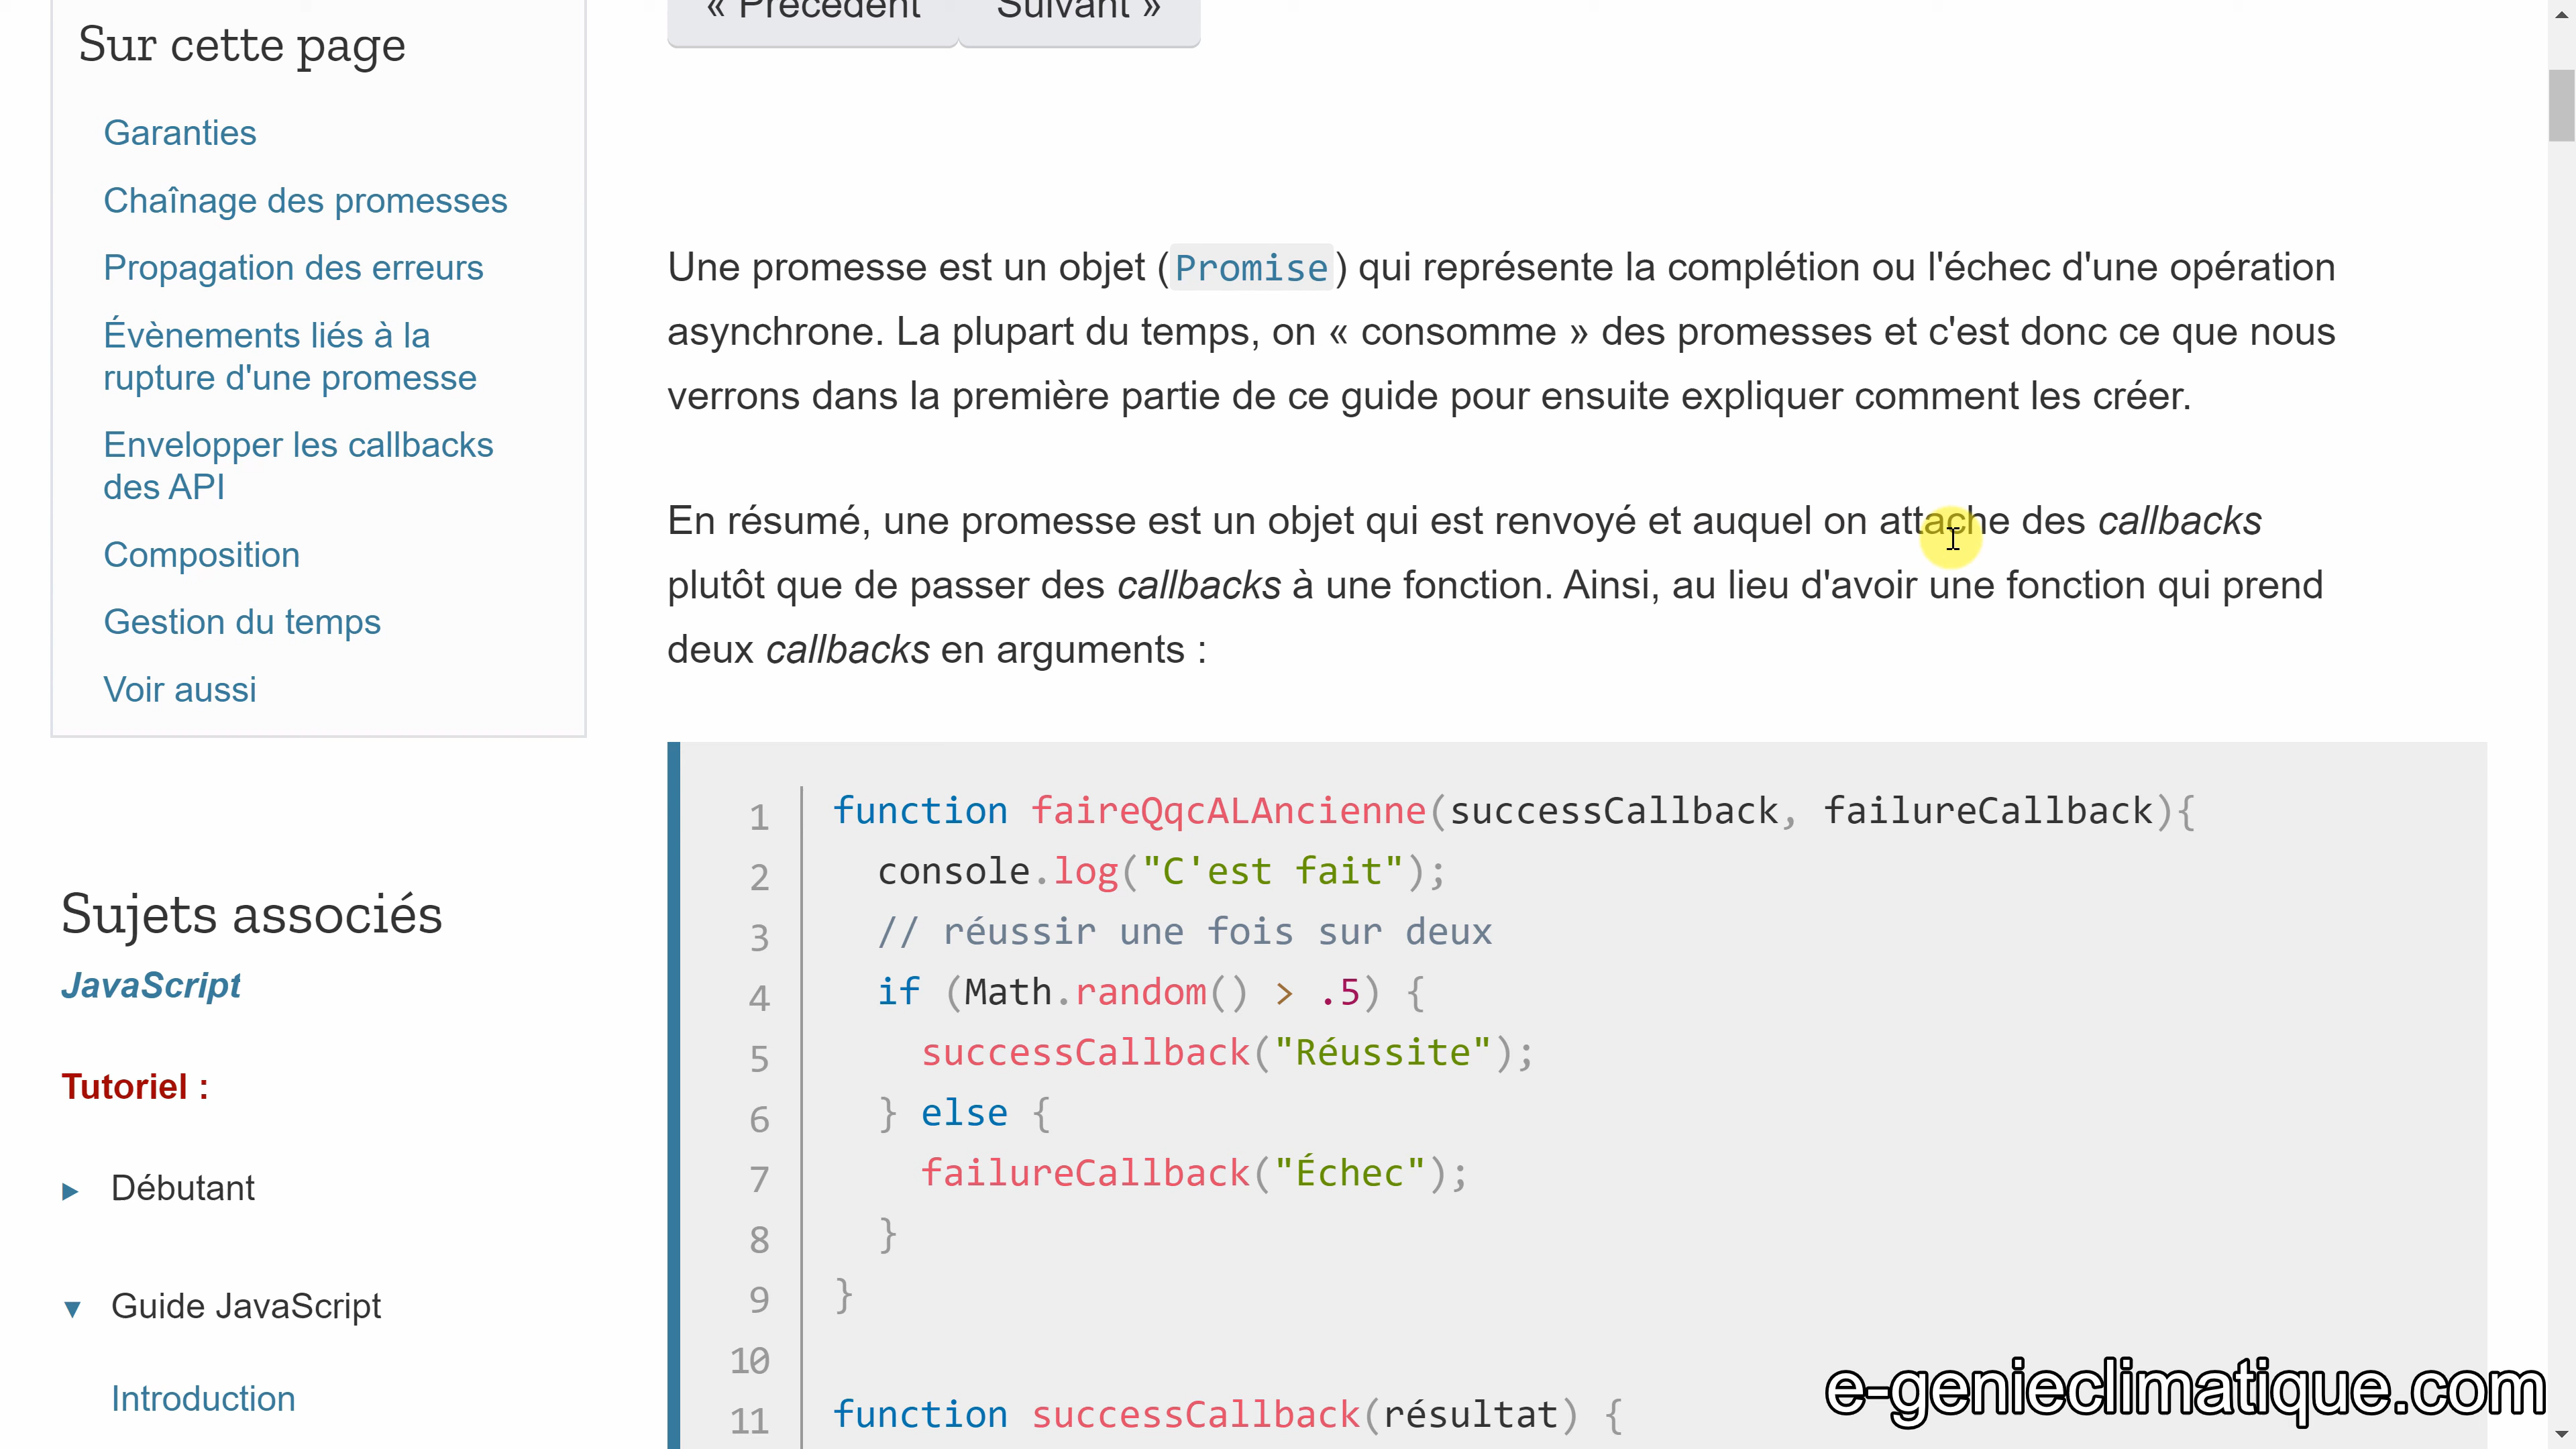 « Précédent
Suivant »
Sur cette page
Garanties
Chaînage des promesses
Propagation des erreurs
Évènements liés à la
rupture d'une promesse
Envelopper les callbacks
des API
Composition
Gestion du temps
Voir aussi
Sujets associés
JavaScript
Tutoriel :
► Débutant
▼ Guide JavaScript
Introduction
Une promesse est un objet (Promise) qui représente la complétion ou l'échec d'une opération
asynchrone. La plupart du temps, on « consomme » des promesses et c'est donc ce que nous
verrons dans la première partie de ce guide pour ensuite expliquer comment les créer.
En résumé, une promesse est un objet qui est renvoyé et auquel on attache des callbacks
plutôt que de passer des callbacks à une fonction. Ainsi, au lieu d'avoir une fonction qui prend
deux callbacks en arguments :
1 function faireQqcALAncienne(successCallback, failureCallback){
2 console.log("C'est fait");
3 // réussir une fois sur deux
4 if (Math.random() > .5) {
5 successCallback("Réussite");
6 } else {
7 failureCallback("Échec");
8 }
9 }
10
11 function successCallback(résultat) {
e-genieclimatique.com